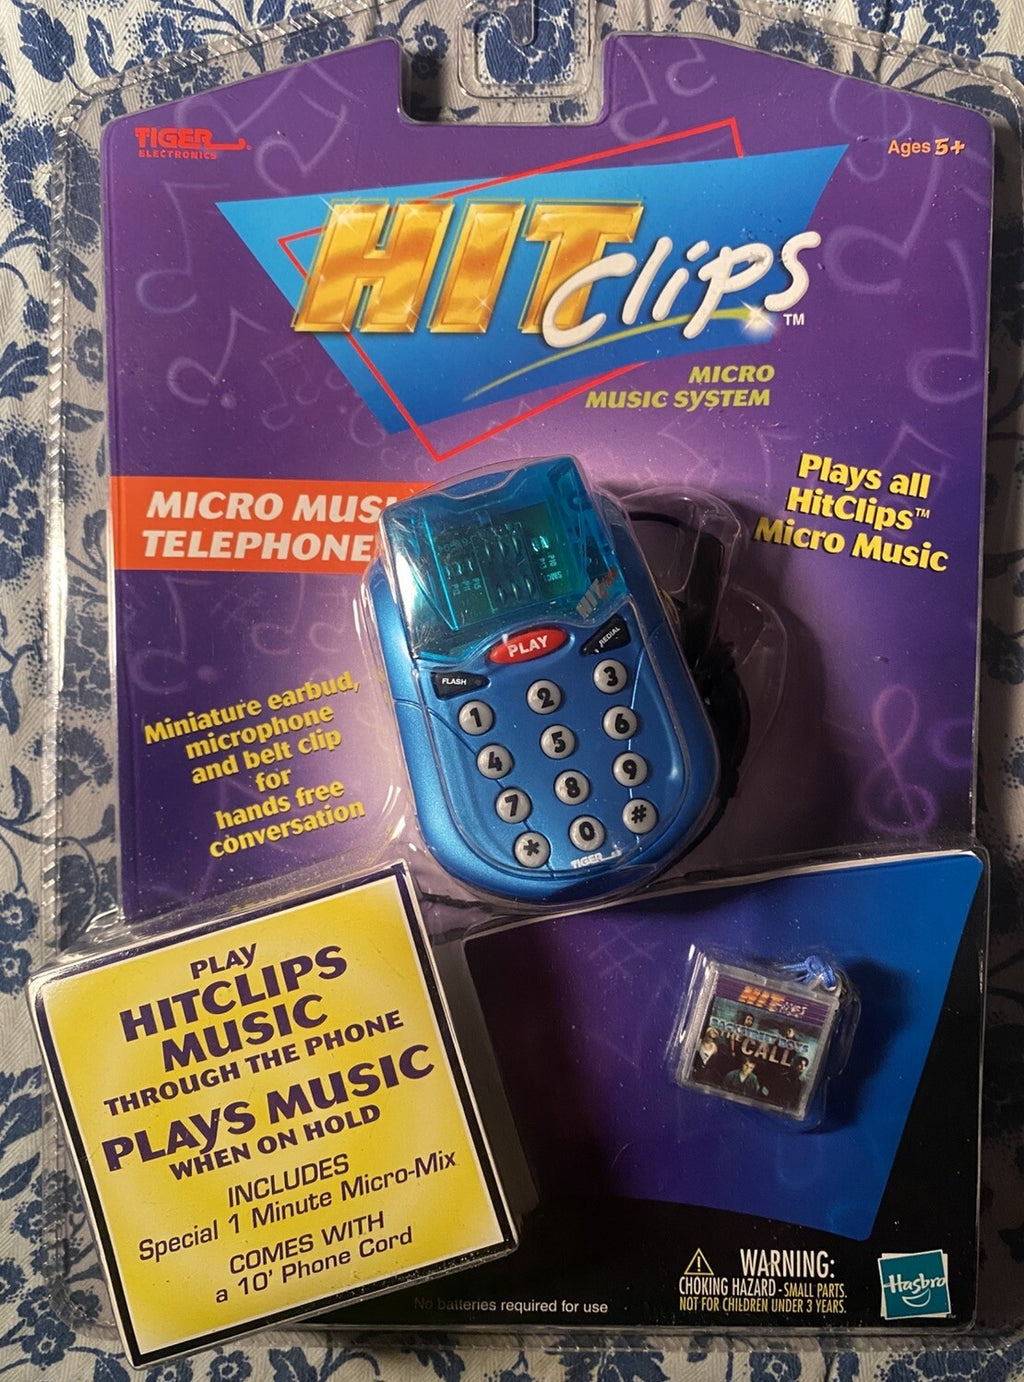 TIGER
ELECTRONICS
Ages 5+
HIT Clips™
MICRO
MUSIC SYSTEM
MICRO MUSI
TELEPHONE
Plays all
HitClips™
Micro Music
PLAY
REDIAL
FLASH
1 2 3
4 5 6
7 8 9
* 0 #
TIGER
Miniature earbud,
microphone
and belt clip
for
hands free
conversation
PLAY
HITCLIPS
MUSIC
THROUGH THE PHONE
PLAYS MUSIC
WHEN ON HOLD
INCLUDES
Special 1 Minute Micro-Mix
COMES WITH
a 10' Phone Cord
HIT Clips
BACKSTREET BOYS
CALL
No batteries required for use
WARNING:
CHOKING HAZARD - SMALL PARTS.
NOT FOR CHILDREN UNDER 3 YEARS.
Hasbro